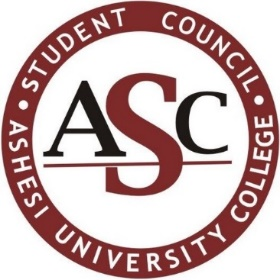 • STUDENT COUNCIL •
ASHESI UNIVERSITY COLLEGE
ASC